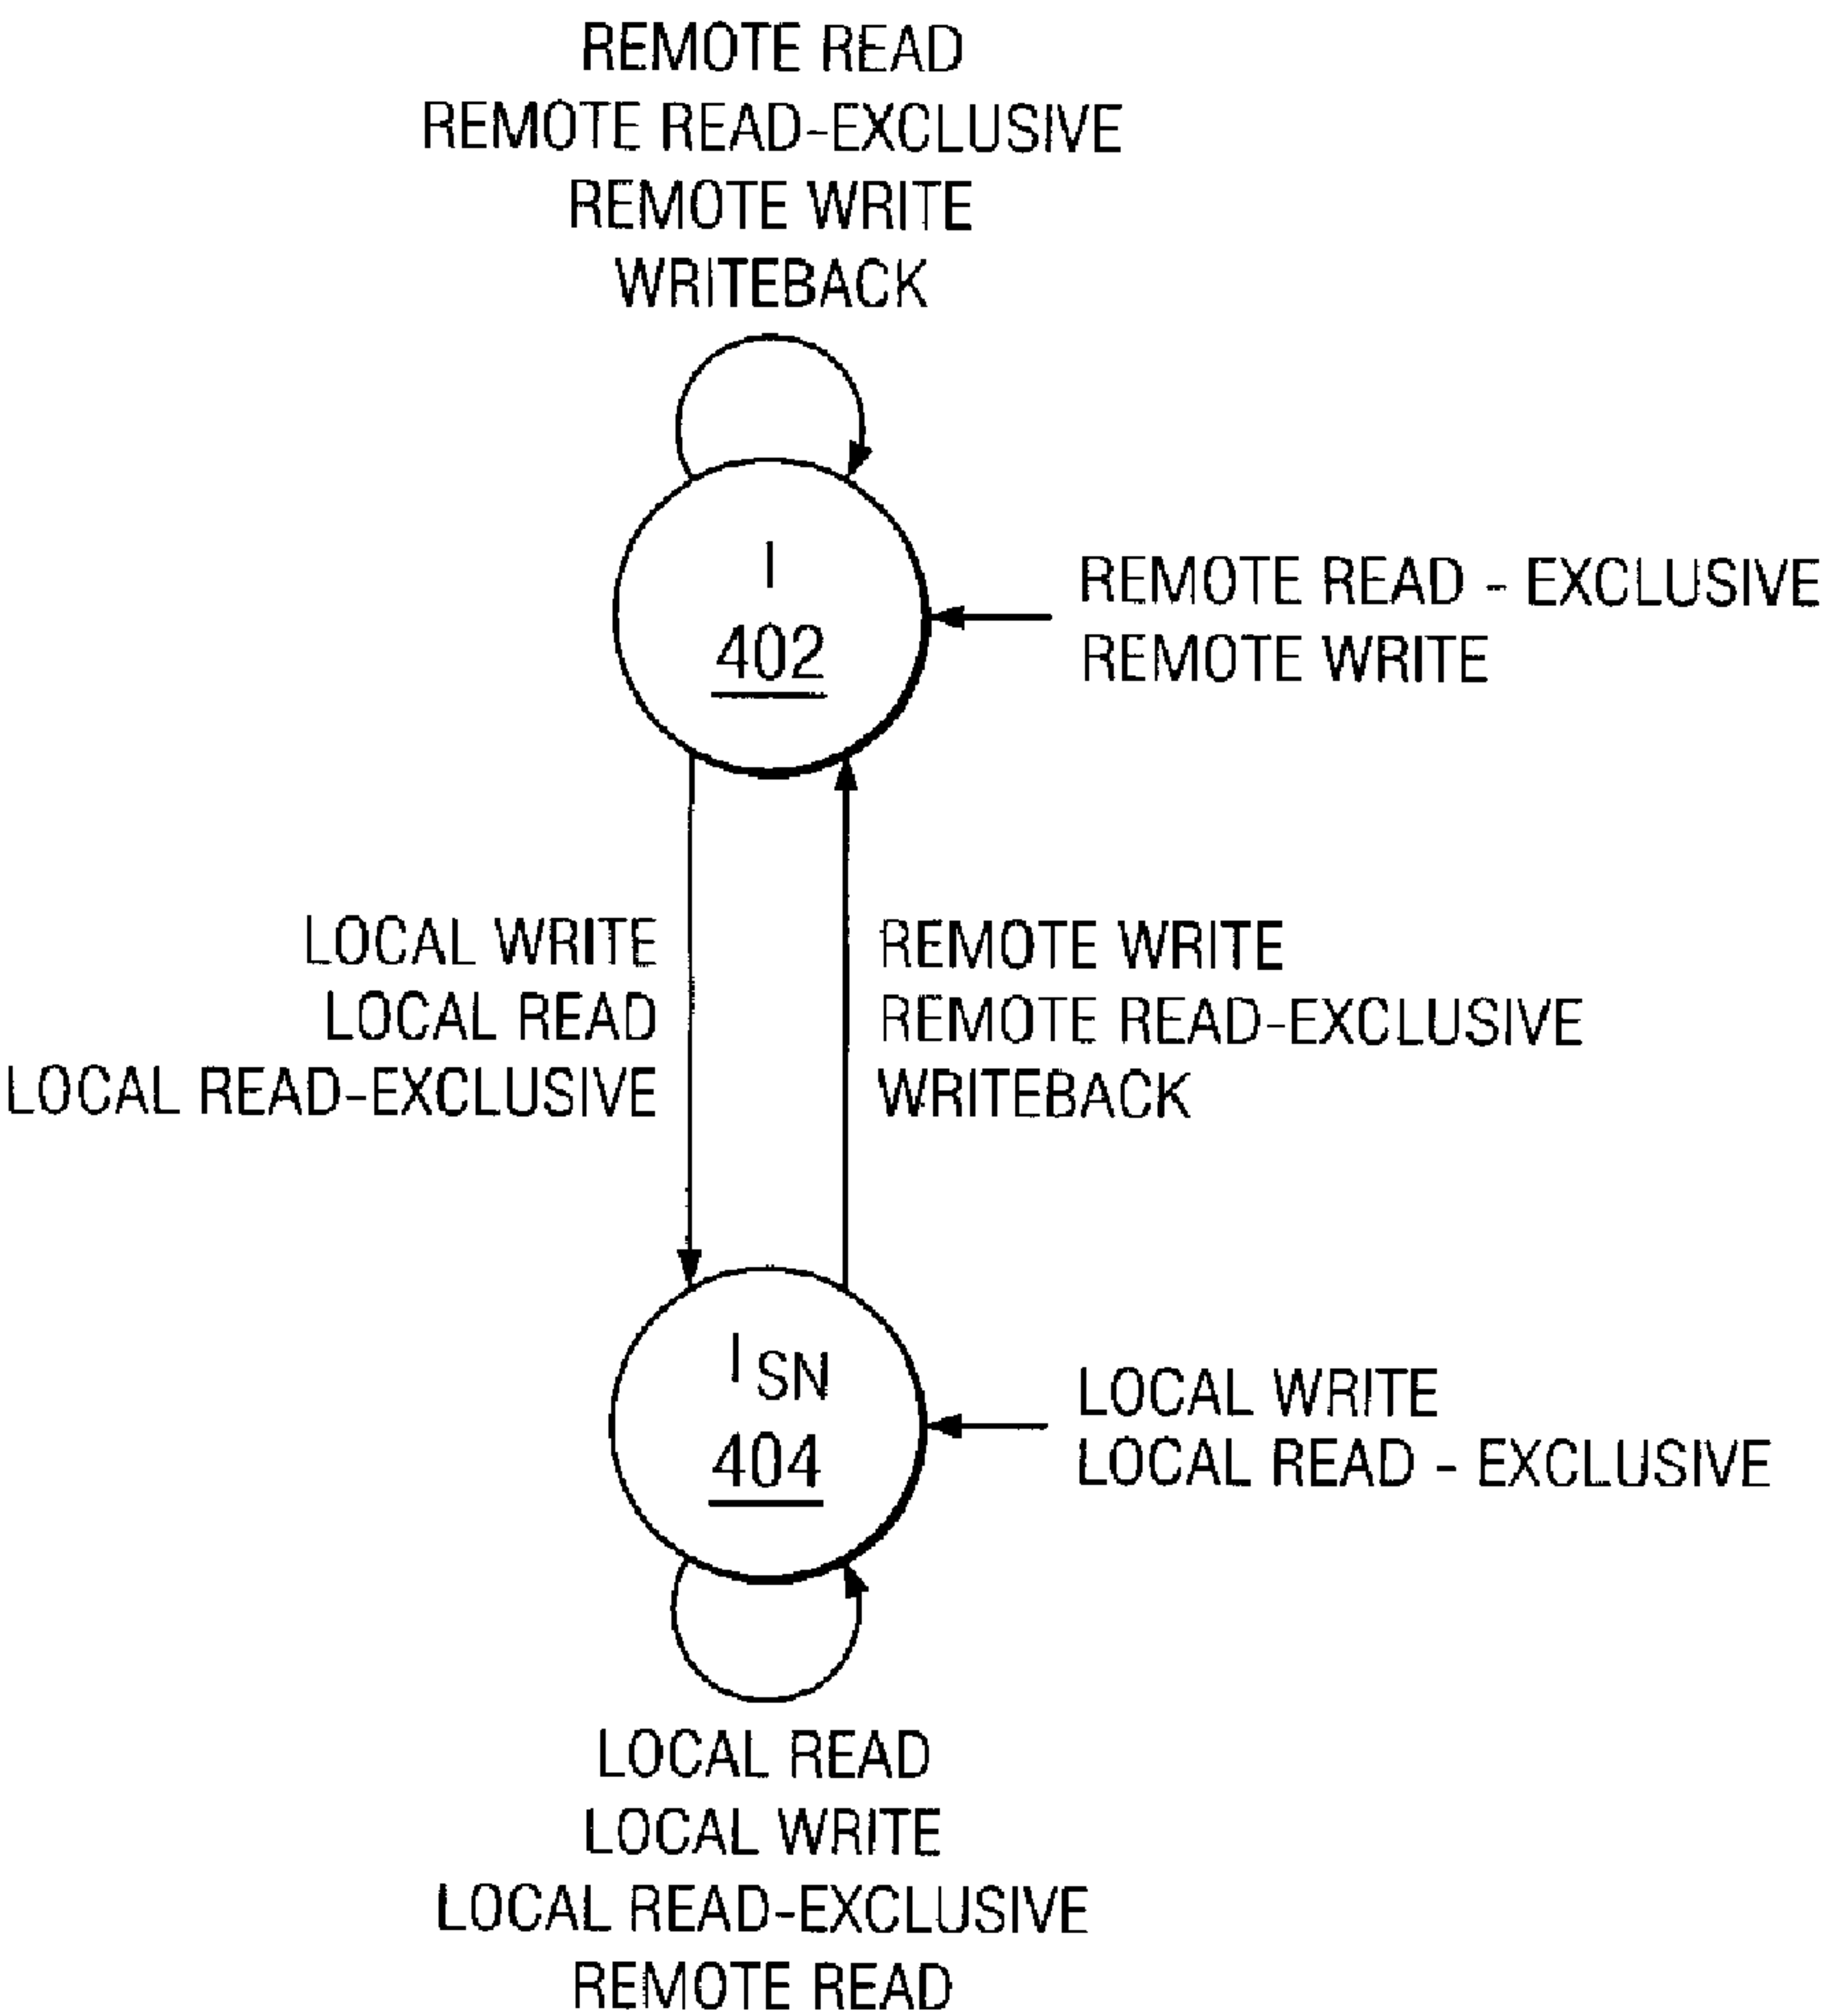 REMOTE READ
REMOTE READ-EXCLUSIVE
REMOTE WRITE
WRITEBACK
I
402
REMOTE READ - EXCLUSIVE
REMOTE WRITE
LOCAL WRITE
LOCAL READ
LOCAL READ-EXCLUSIVE
REMOTE WRITE
REMOTE READ-EXCLUSIVE
WRITEBACK
I SN
404
LOCAL WRITE
LOCAL READ - EXCLUSIVE
LOCAL READ
LOCAL WRITE
LOCAL READ-EXCLUSIVE
REMOTE READ